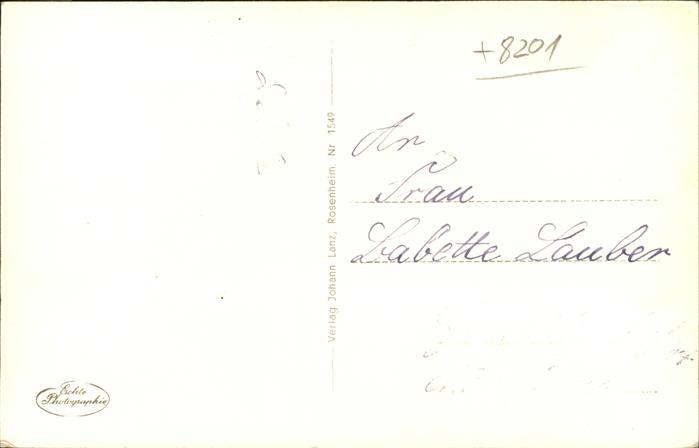 +8201
An
Frau
Babette Lauber
Verlag Johann Lanz, Rosenheim. Nr 1549
Echte
Photographie